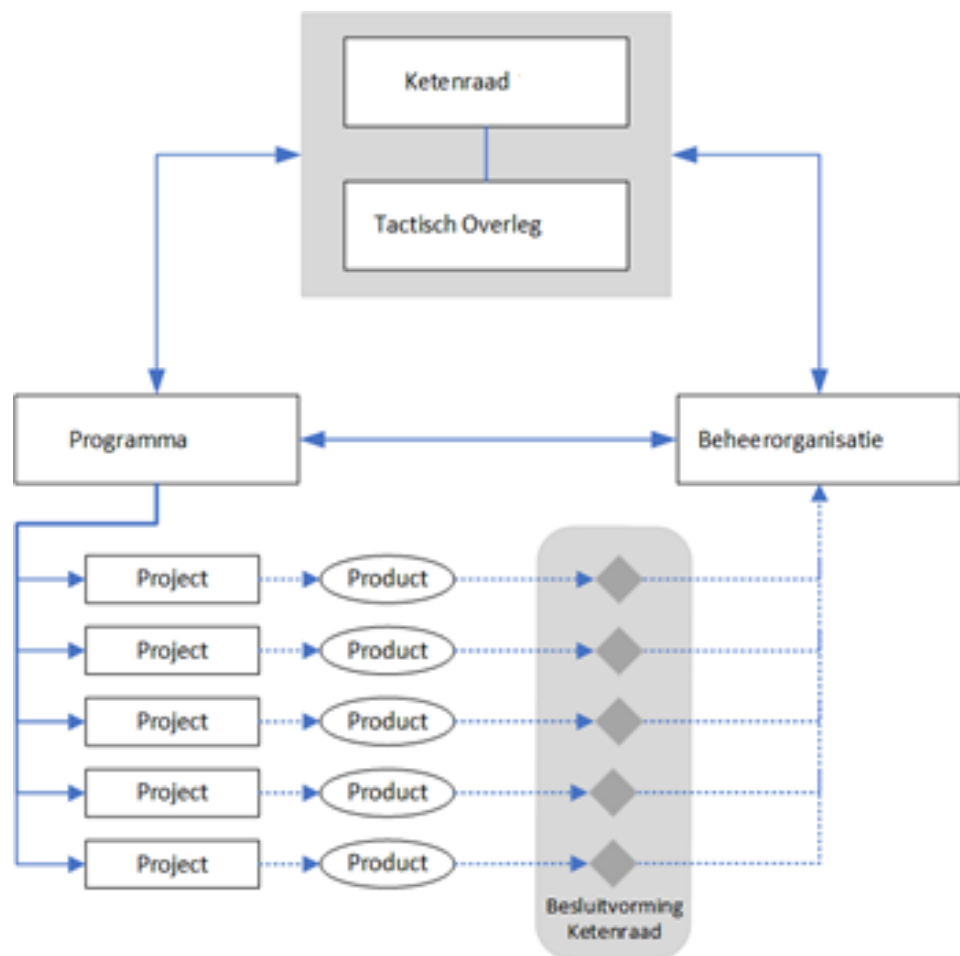 Ketenraad
Tactisch Overleg
Programma
Beheerorganisatie
Project
Product
Project
Product
Project
Product
Project
Product
Project
Product
Besluitvorming
Ketenraad